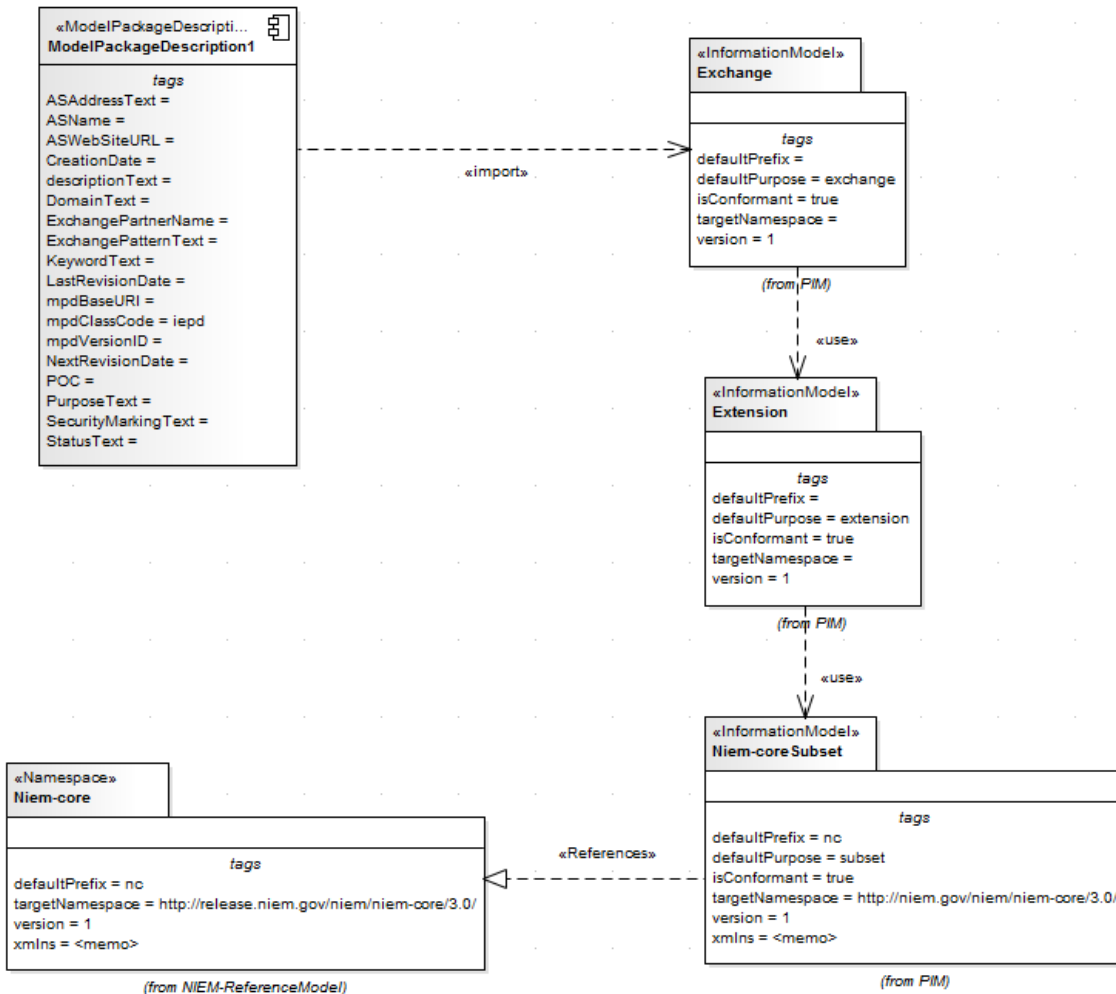 «ModelPackageDescripti...
ModelPackageDescription1
tags
ASAddressText =
ASName =
ASWebSiteURL =
CreationDate =
descriptionText =
DomainText =
ExchangePartnerName =
ExchangePatternText =
KeywordText =
LastRevisionDate =
mpdBaseURI =
mpdClassCode = iepd
mpdVersionID =
NextRevisionDate =
POC =
PurposeText =
SecurityMarkingText =
StatusText =
«import»
«InformationModel»
Exchange
tags
defaultPrefix =
defaultPurpose = exchange
isConformant = true
targetNamespace =
version = 1
(from PIM)
«use»
«InformationModel»
Extension
tags
defaultPrefix =
defaultPurpose = extension
isConformant = true
targetNamespace =
version = 1
(from PIM)
«use»
«InformationModel»
Niem-coreSubset
tags
defaultPrefix = nc
defaultPurpose = subset
isConformant = true
targetNamespace = http://niem.gov/niem/niem-core/3.0/
version = 1
xmlns = <memo>
(from PIM)
«References»
«Namespace»
Niem-core
tags
defaultPrefix = nc
targetNamespace = http://release.niem.gov/niem/niem-core/3.0/
version = 1
xmlns = <memo>
(from NIEM-ReferenceModel)